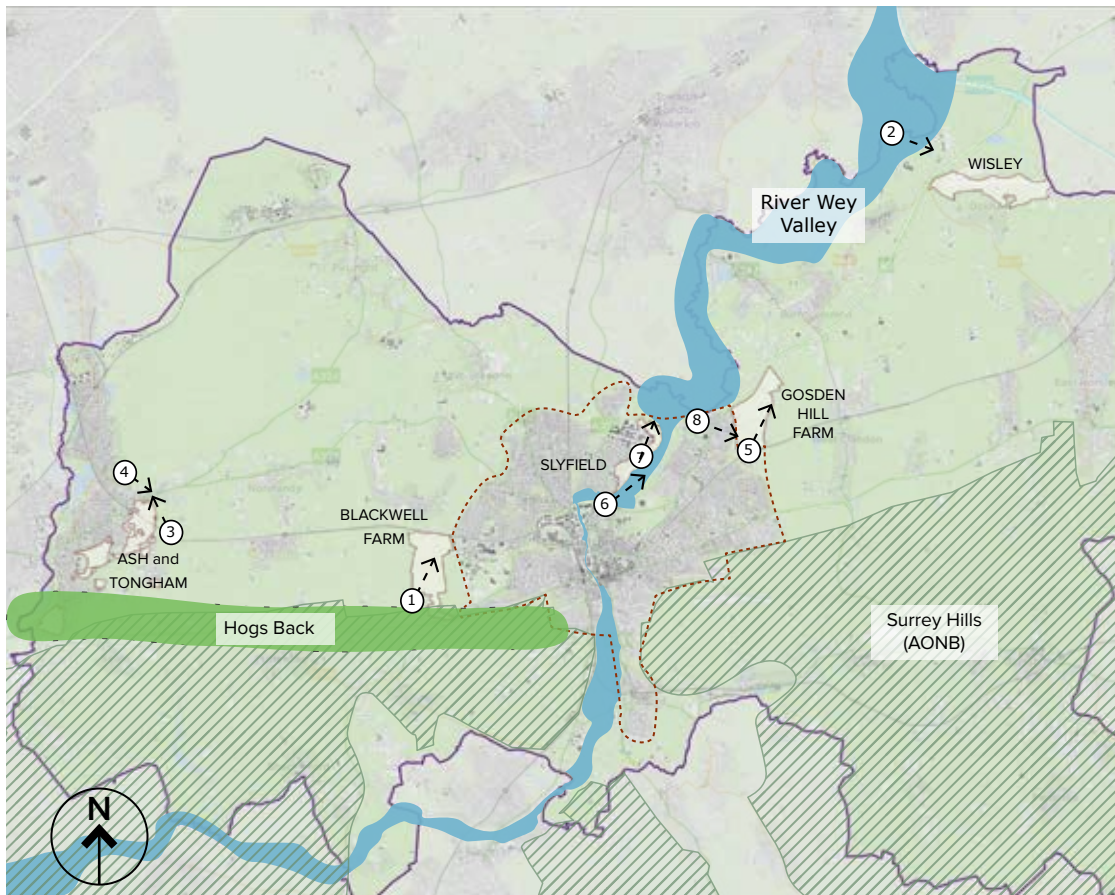 2
WISLEY
River Wey
Valley
GOSDEN
HILL
FARM
8
5
7
SLYFIELD
6
4
3
ASH and
TONGHAM
BLACKWELL
FARM
1
Hogs Back
Surrey Hills
(AONB)
N